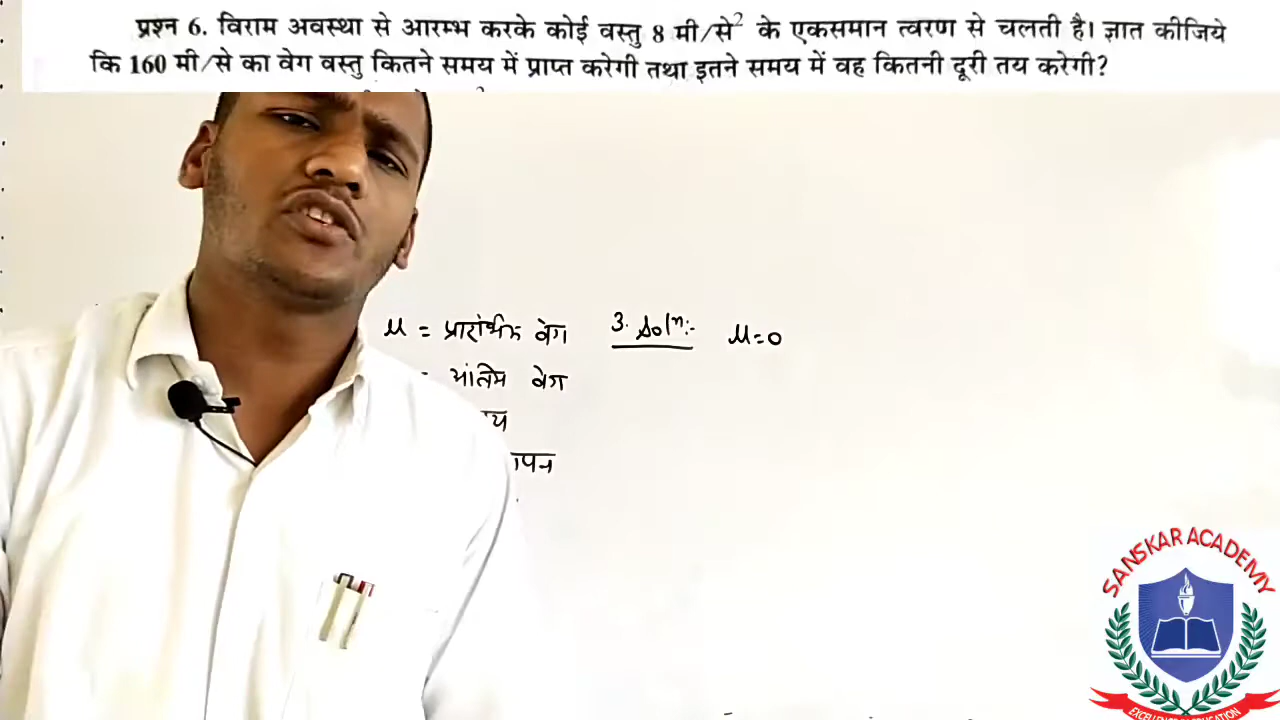 प्रश्न 6. विराम अवस्था से आरम्भ करके कोई वस्तु 8 मी/से² के एकसमान त्वरण से चलती है। ज्ञात कीजिये
कि 160 मी/से का वेग वस्तु कितने समय में प्राप्त करेगी तथा इतने समय में वह कितनी दूरी तय करेगी?
u = प्रारंभिक वेग 3. Solⁿ:- u=0
= अंतिम वेग
SANSKAR ACADEMY